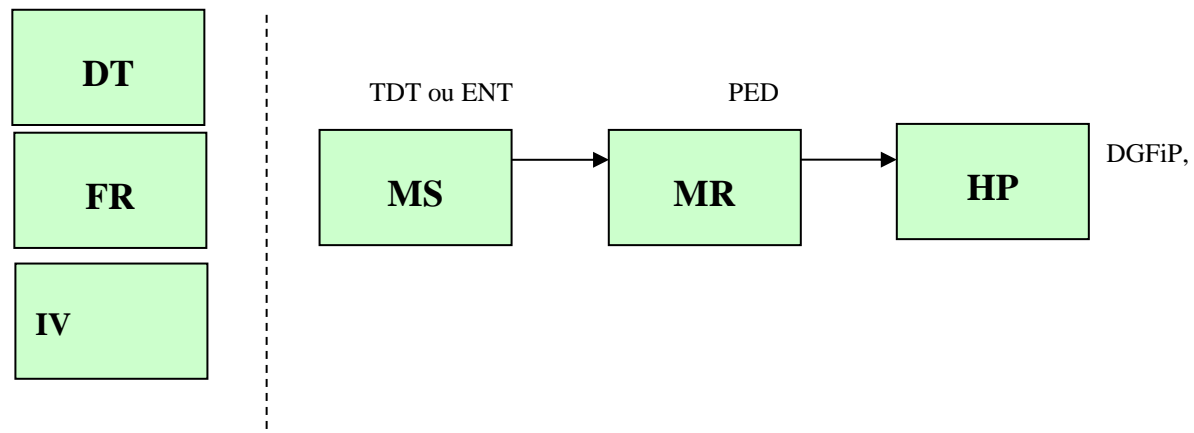 DT
FR
IV
TDT ou ENT
PED
MS
MR
HP
DGFiP,